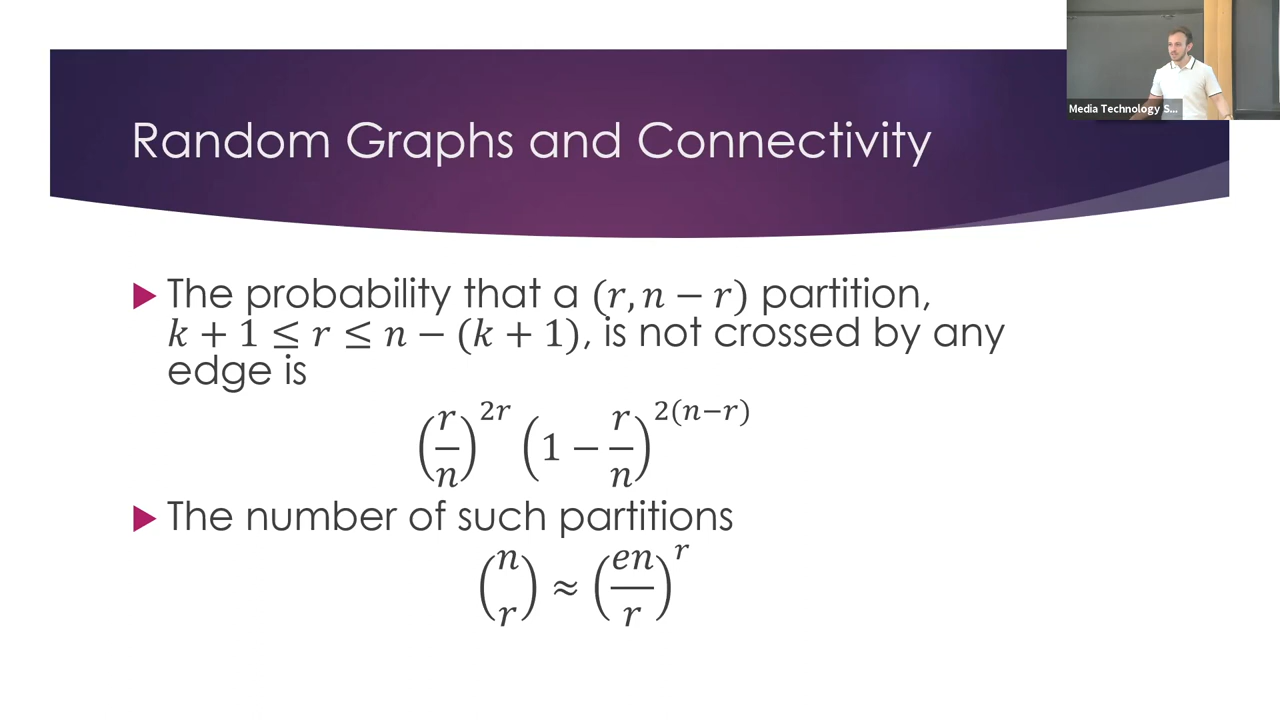 Media Technology S...
Random Graphs and Connectivity
The probability that a (r, n − r) partition,
k + 1 ≤ r ≤ n − (k + 1), is not crossed by any
edge is
(r/n)^{2r} (1 − r/n)^{2(n−r)}
The number of such partitions
(n r) ≈ (en/r)^r